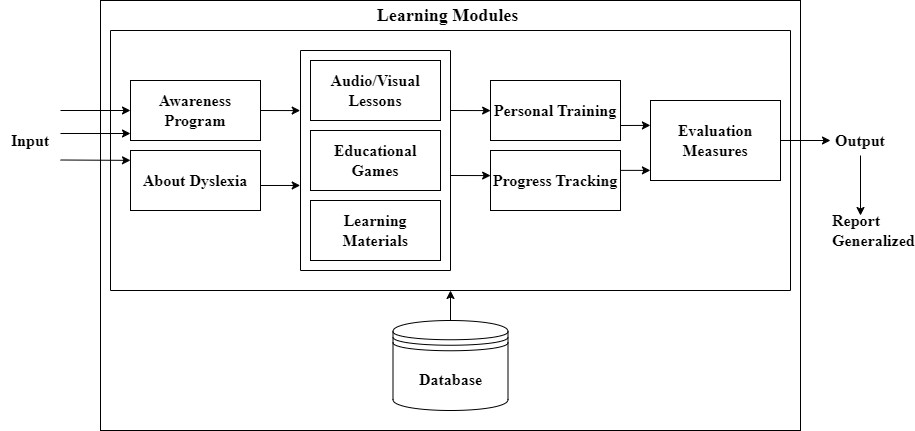 Learning Modules
Input
Awareness
Program
About Dyslexia
Audio/Visual
Lessons
Educational
Games
Learning
Materials
Personal Training
Progress Tracking
Evaluation
Measures
Output
Report
Generalized
Database